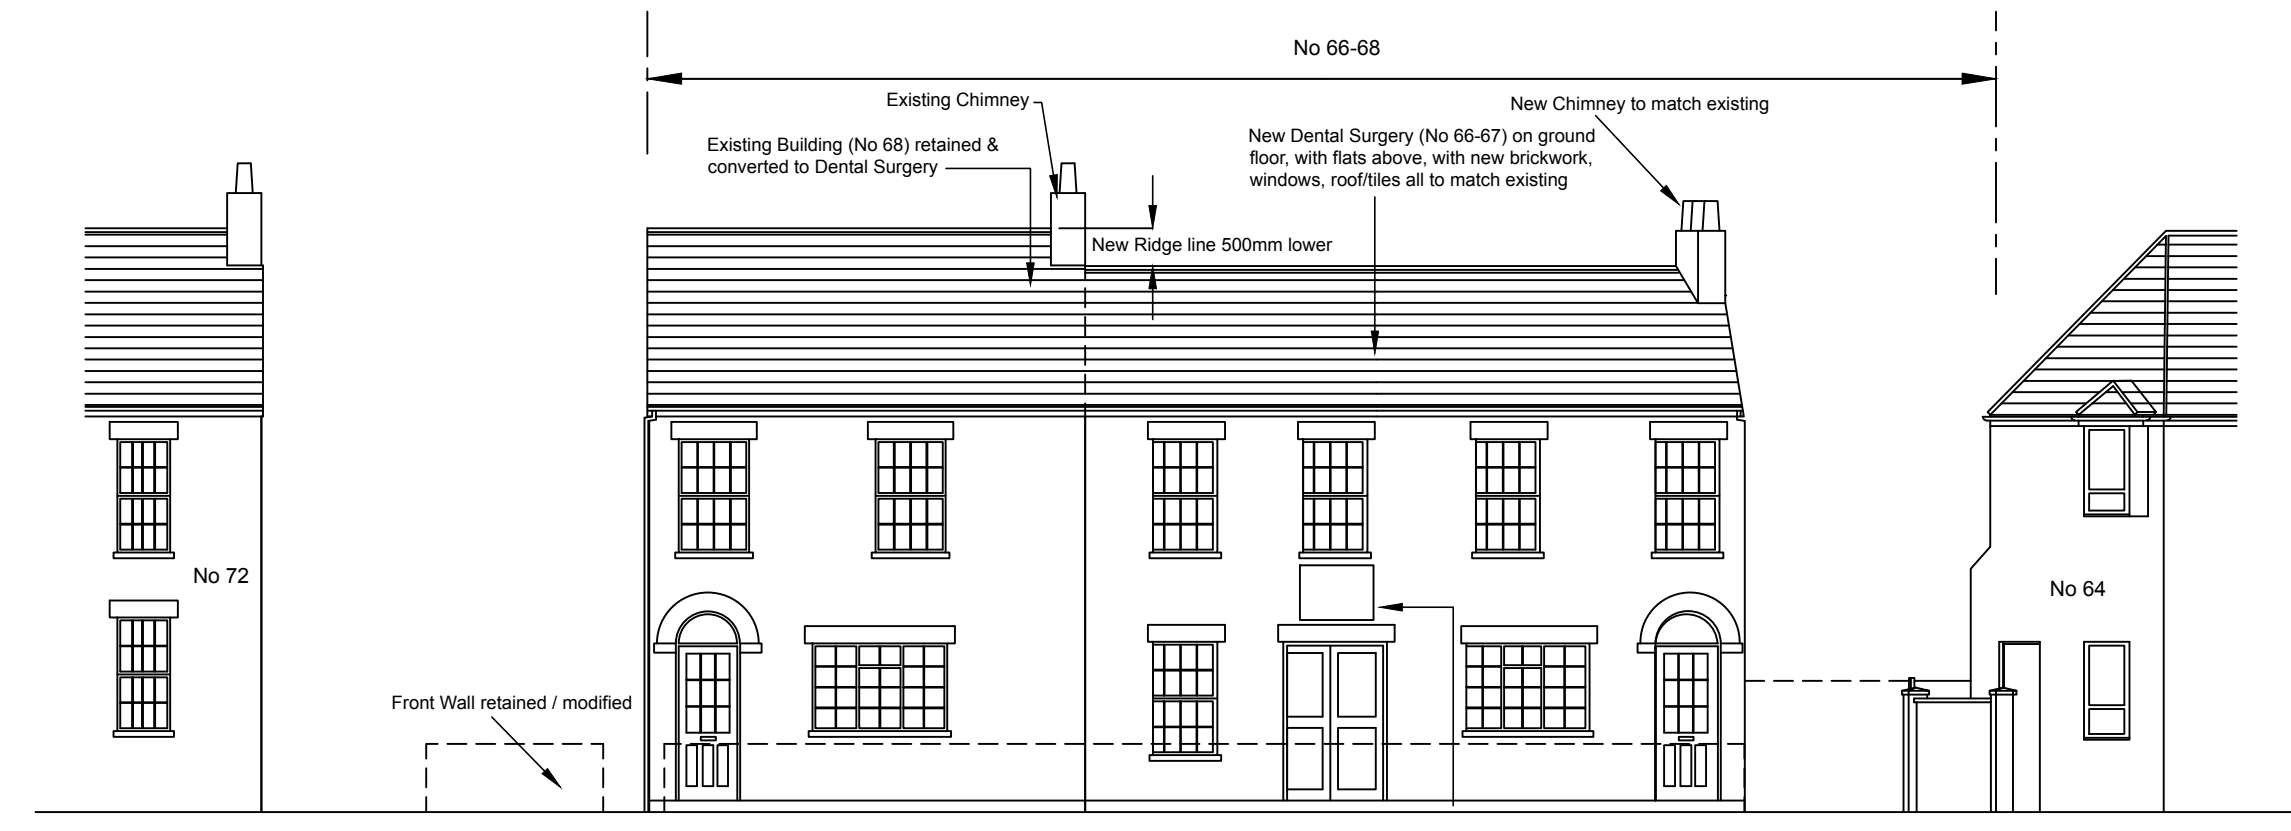 No 66-68
Existing Chimney
New Chimney to match existing
Existing Building (No 68) retained &
converted to Dental Surgery
New Dental Surgery (No 66-67) on ground
floor, with flats above, with new brickwork,
windows, roof/tiles all to match existing
New Ridge line 500mm lower
No 72
No 64
Front Wall retained / modified